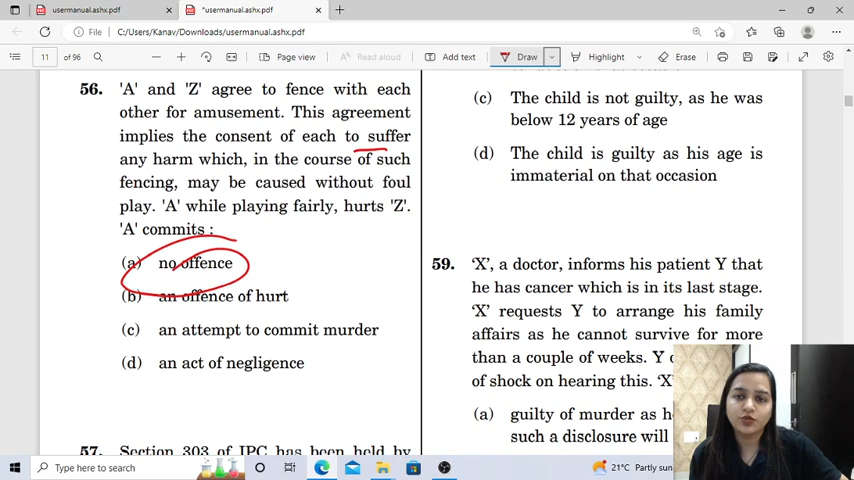 usermanual.ashx.pdf
*usermanual.ashx.pdf
File
C:/Users/Kanav/Downloads/usermanual.ashx.pdf
11 of 96
Page view
Read aloud
Add text
Draw
Highlight
Erase
56. 'A' and 'Z' agree to fence with each
other for amusement. This agreement
implies the consent of each to suffer
any harm which, in the course of such
fencing, may be caused without foul
play. 'A' while playing fairly, hurts 'Z'.
'A' commits :
(a) no offence
(b) an offence of hurt
(c) an attempt to commit murder
(d) an act of negligence
57. Section 303 of IPC has been held by
(c) The child is not guilty, as he was
below 12 years of age
(d) The child is guilty as his age is
immaterial on that occasion
59. 'X', a doctor, informs his patient Y that
he has cancer which is in its last stage.
'X' requests Y to arrange his family
affairs as he cannot survive for more
than a couple of weeks. Y
of shock on hearing this. 'X'
(a) guilty of murder as
such a disclosure will
Type here to search
21°C Partly sun